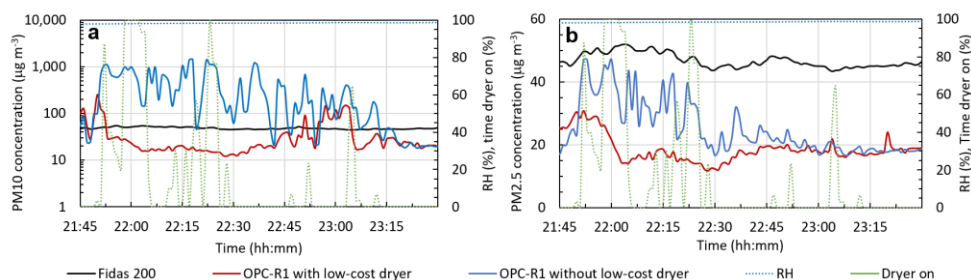 a
PM10 concentration (µg m⁻³)
10,000
1,000
100
10
1
100
80
60
40
20
0
RH (%), time dryer on (%)
21:45 22:00 22:15 22:30 22:45 23:00 23:15
Time (hh:mm)
b
PM2.5 concentration (µg m⁻³)
60
40
20
0
100
80
60
40
20
0
RH (%), Time dryer on (%)
21:45 22:00 22:15 22:30 22:45 23:00 23:15
Time (hh:mm)
Fidas 200 OPC-R1 with low-cost dryer OPC-R1 without low-cost dryer RH Dryer on